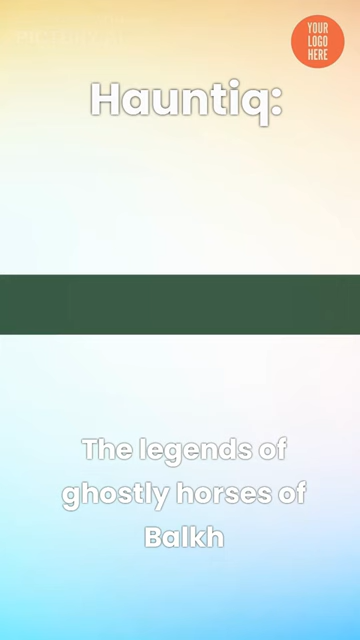 YOUR
LOGO
HERE
Hauntiq:
The legends of
ghostly horses of
Balkh